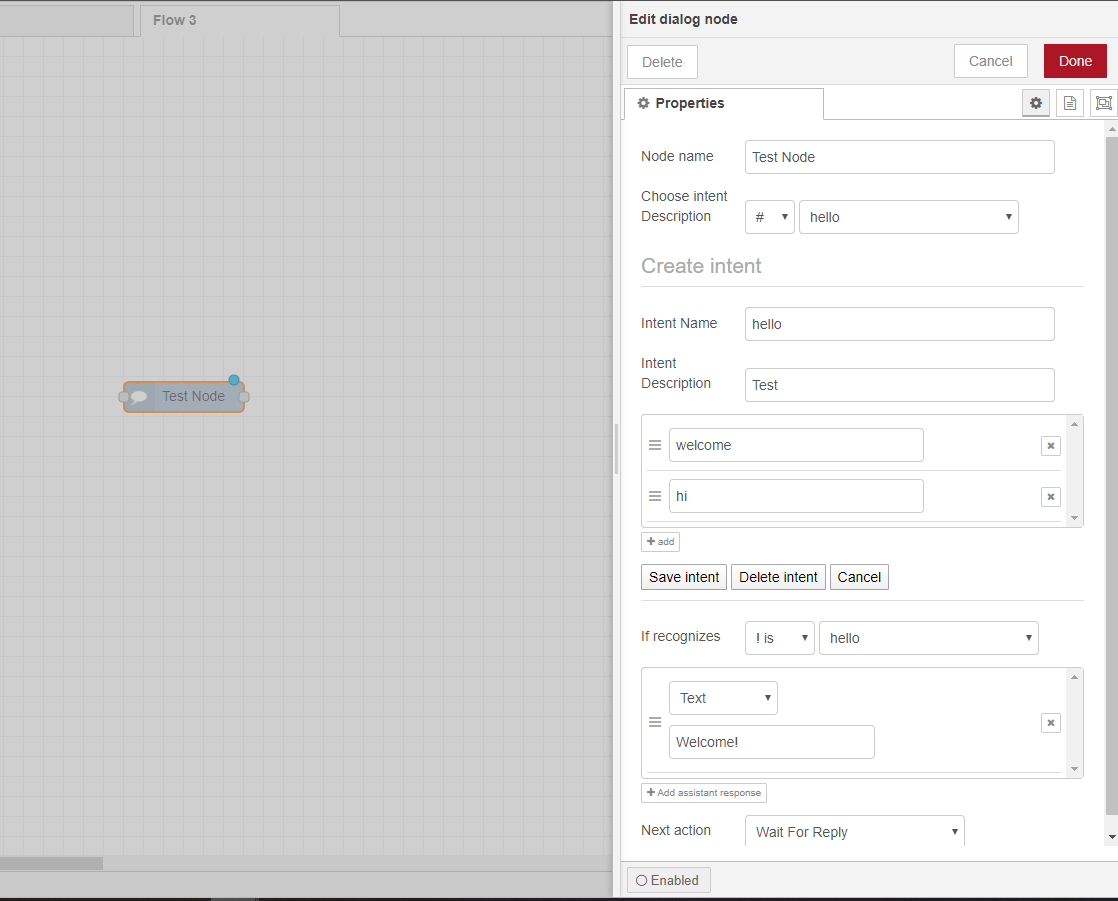 Flow 3
Edit dialog node
Delete
Cancel
Done
Properties
Node name
Test Node
Choose intent
Description
#
hello
Create intent
Intent Name
hello
Intent
Description
Test
welcome
hi
add
Save intent
Delete intent
Cancel
If recognizes
! is
hello
Text
Welcome!
Add assistant response
Next action
Wait For Reply
Enabled
Test Node